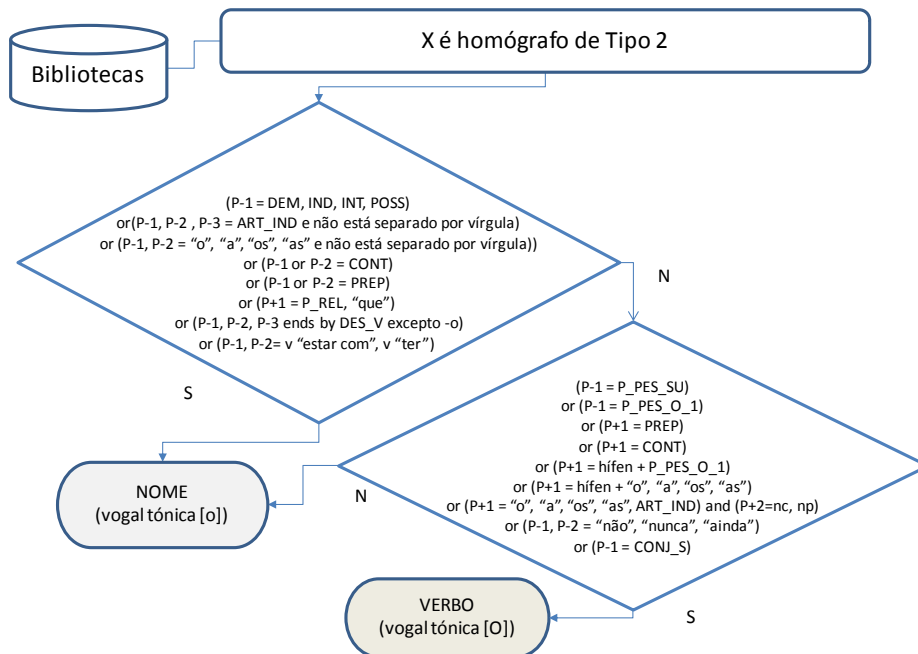 X é homógrafo de Tipo 2
Bibliotecas
(P-1 = DEM, IND, INT, POSS)
or(P-1, P-2 , P-3 = ART_IND e não está separado por vírgula)
or (P-1, P-2 = “o”, “a”, “os”, “as” e não está separado por vírgula))
or (P-1 or P-2 = CONT)
or (P-1 or P-2 = PREP)
or (P+1 = P_REL, “que”)
or (P-1, P-2, P-3 ends by DES_V excepto -o)
or (P-1, P-2= v “estar com”, v “ter”)
N
S
(P-1 = P_PES_SU)
or (P-1 = P_PES_O_1)
or (P+1 = PREP)
or (P+1 = CONT)
or (P+1 = hífen + P_PES_O_1)
or (P+1 = hífen + “o”, “a”, “os”, “as”)
or (P+1 = “o”, “a”, “os”, “as”, ART_IND) and (P+2=nc, np)
or (P-1, P-2 = “não”, “nunca”, “ainda”)
or (P-1 = CONJ_S)
N
NOME
(vogal tónica [o])
S
VERBO
(vogal tónica [O])